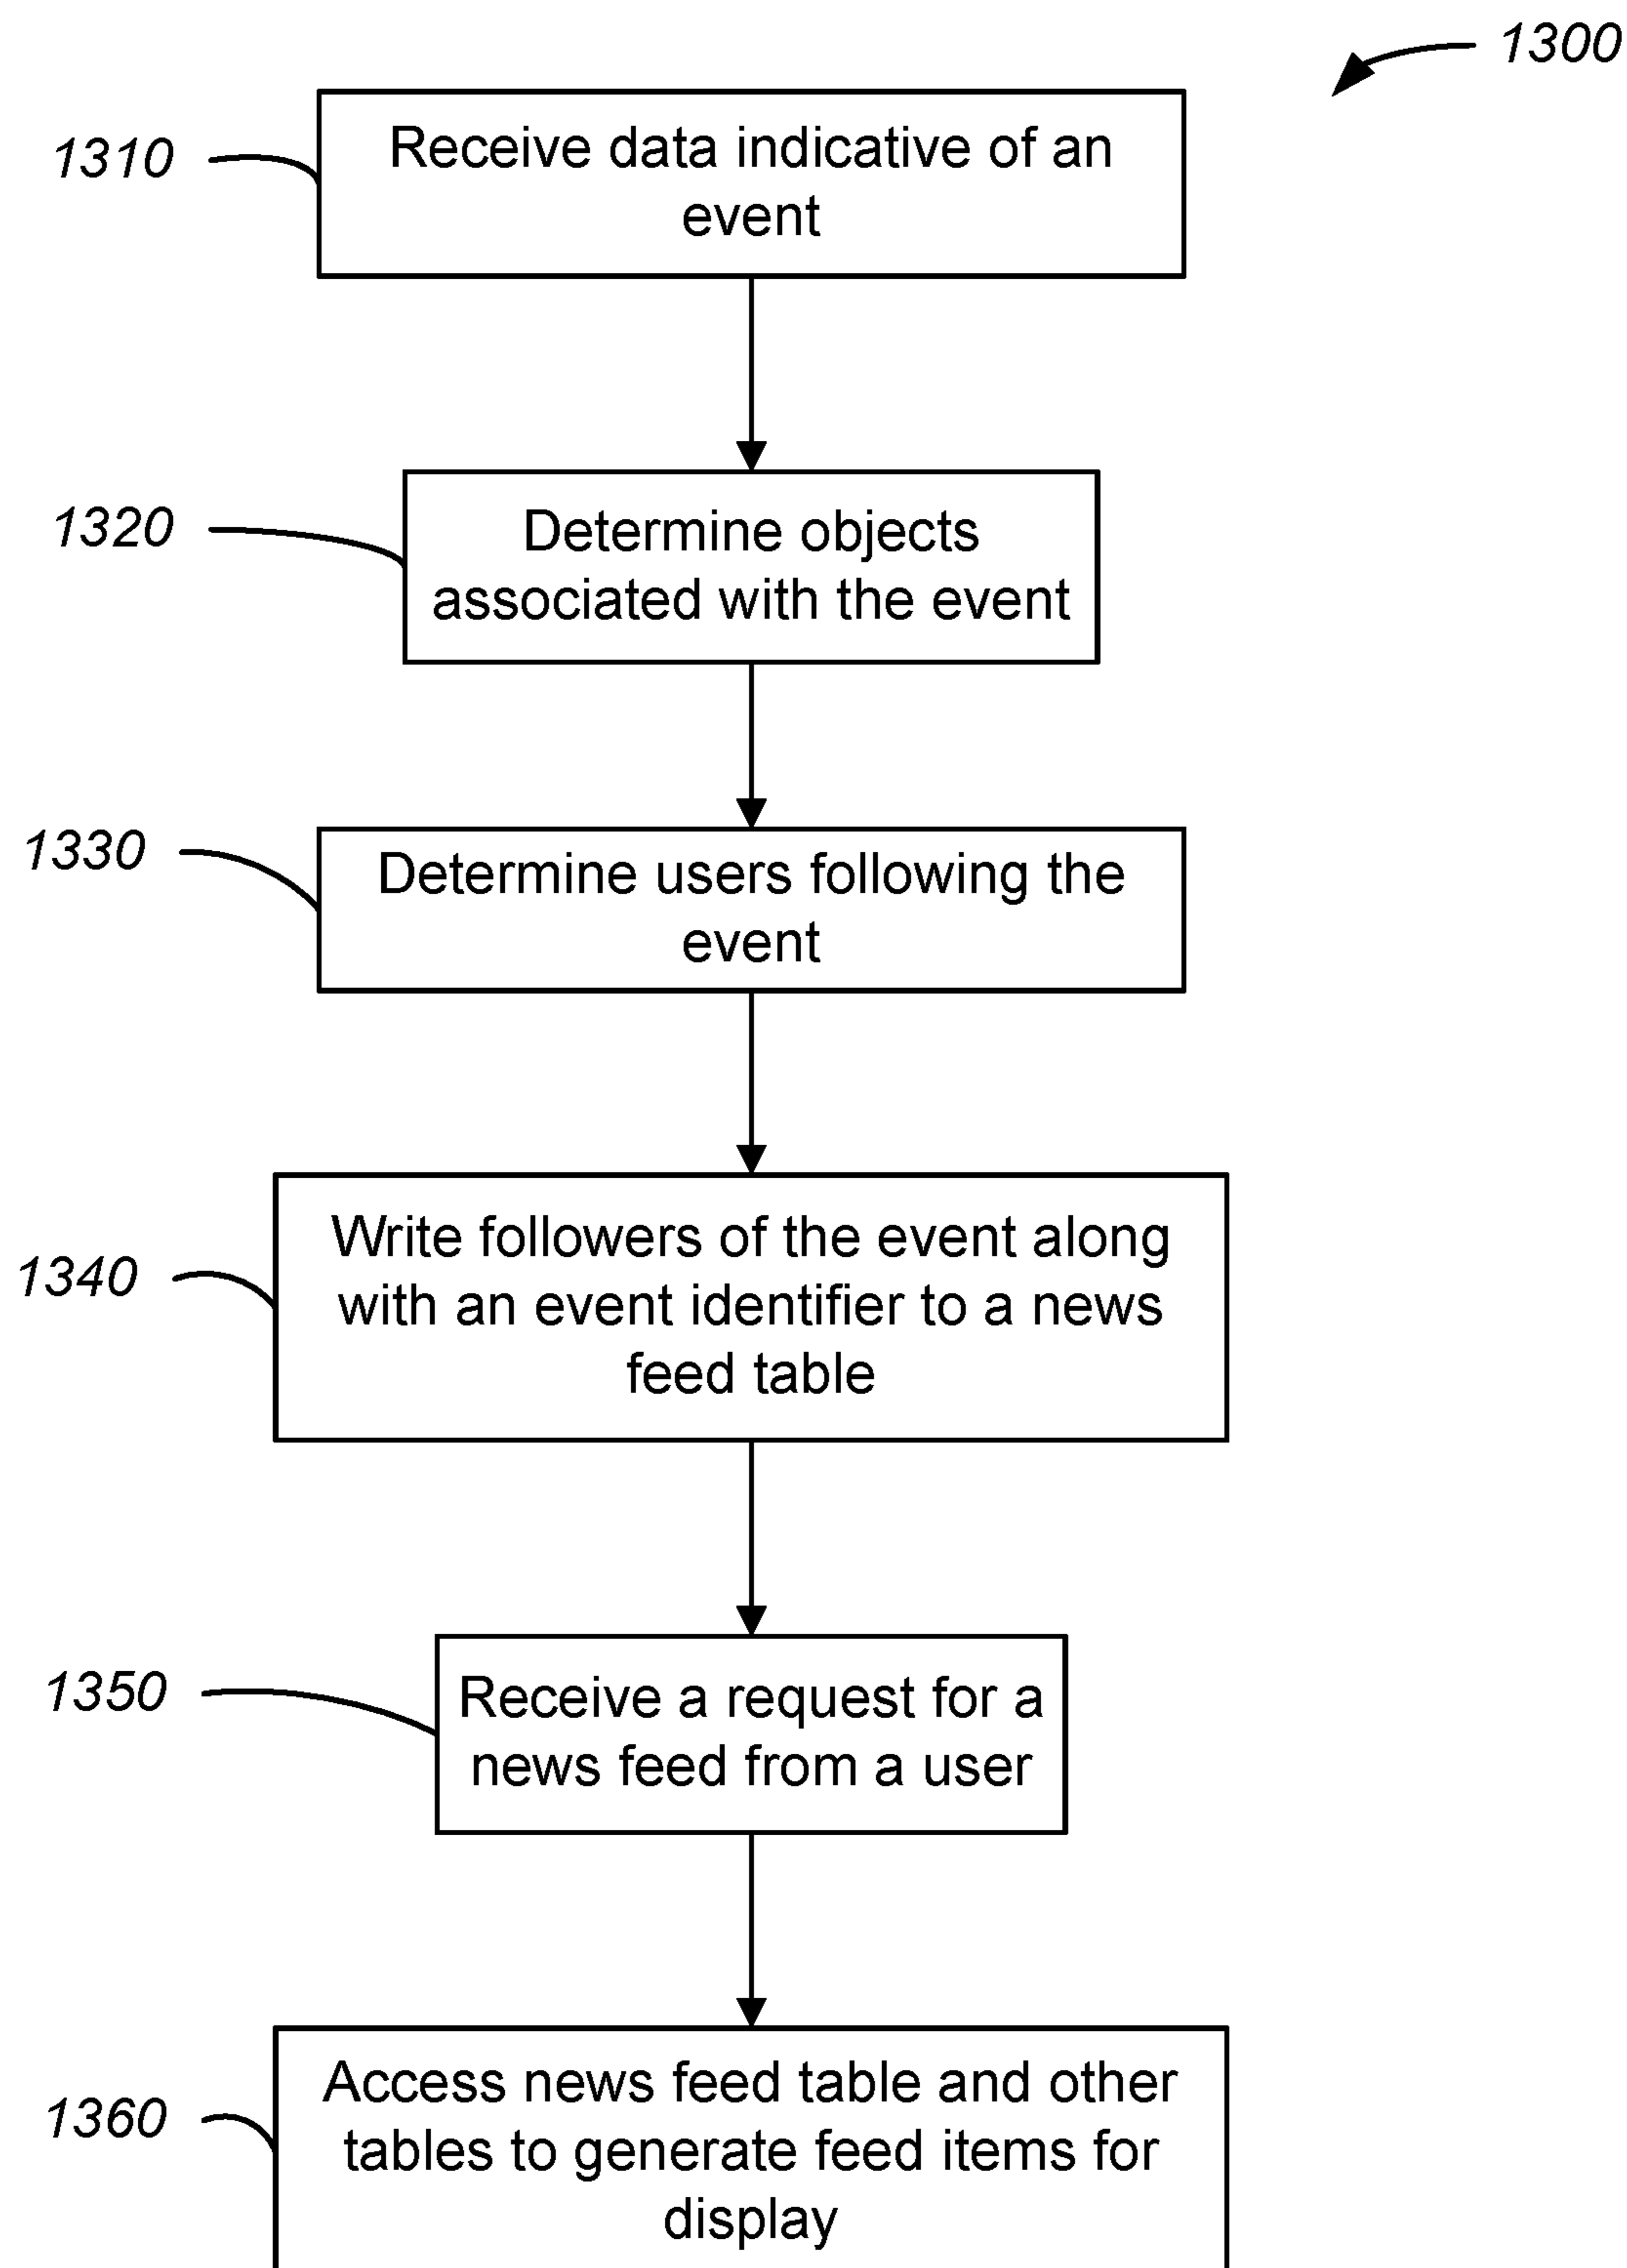 1300
1310
Receive data indicative of an
event
1320
Determine objects
associated with the event
1330
Determine users following the
event
1340
Write followers of the event along
with an event identifier to a news
feed table
1350
Receive a request for a
news feed from a user
1360
Access news feed table and other
tables to generate feed items for
display